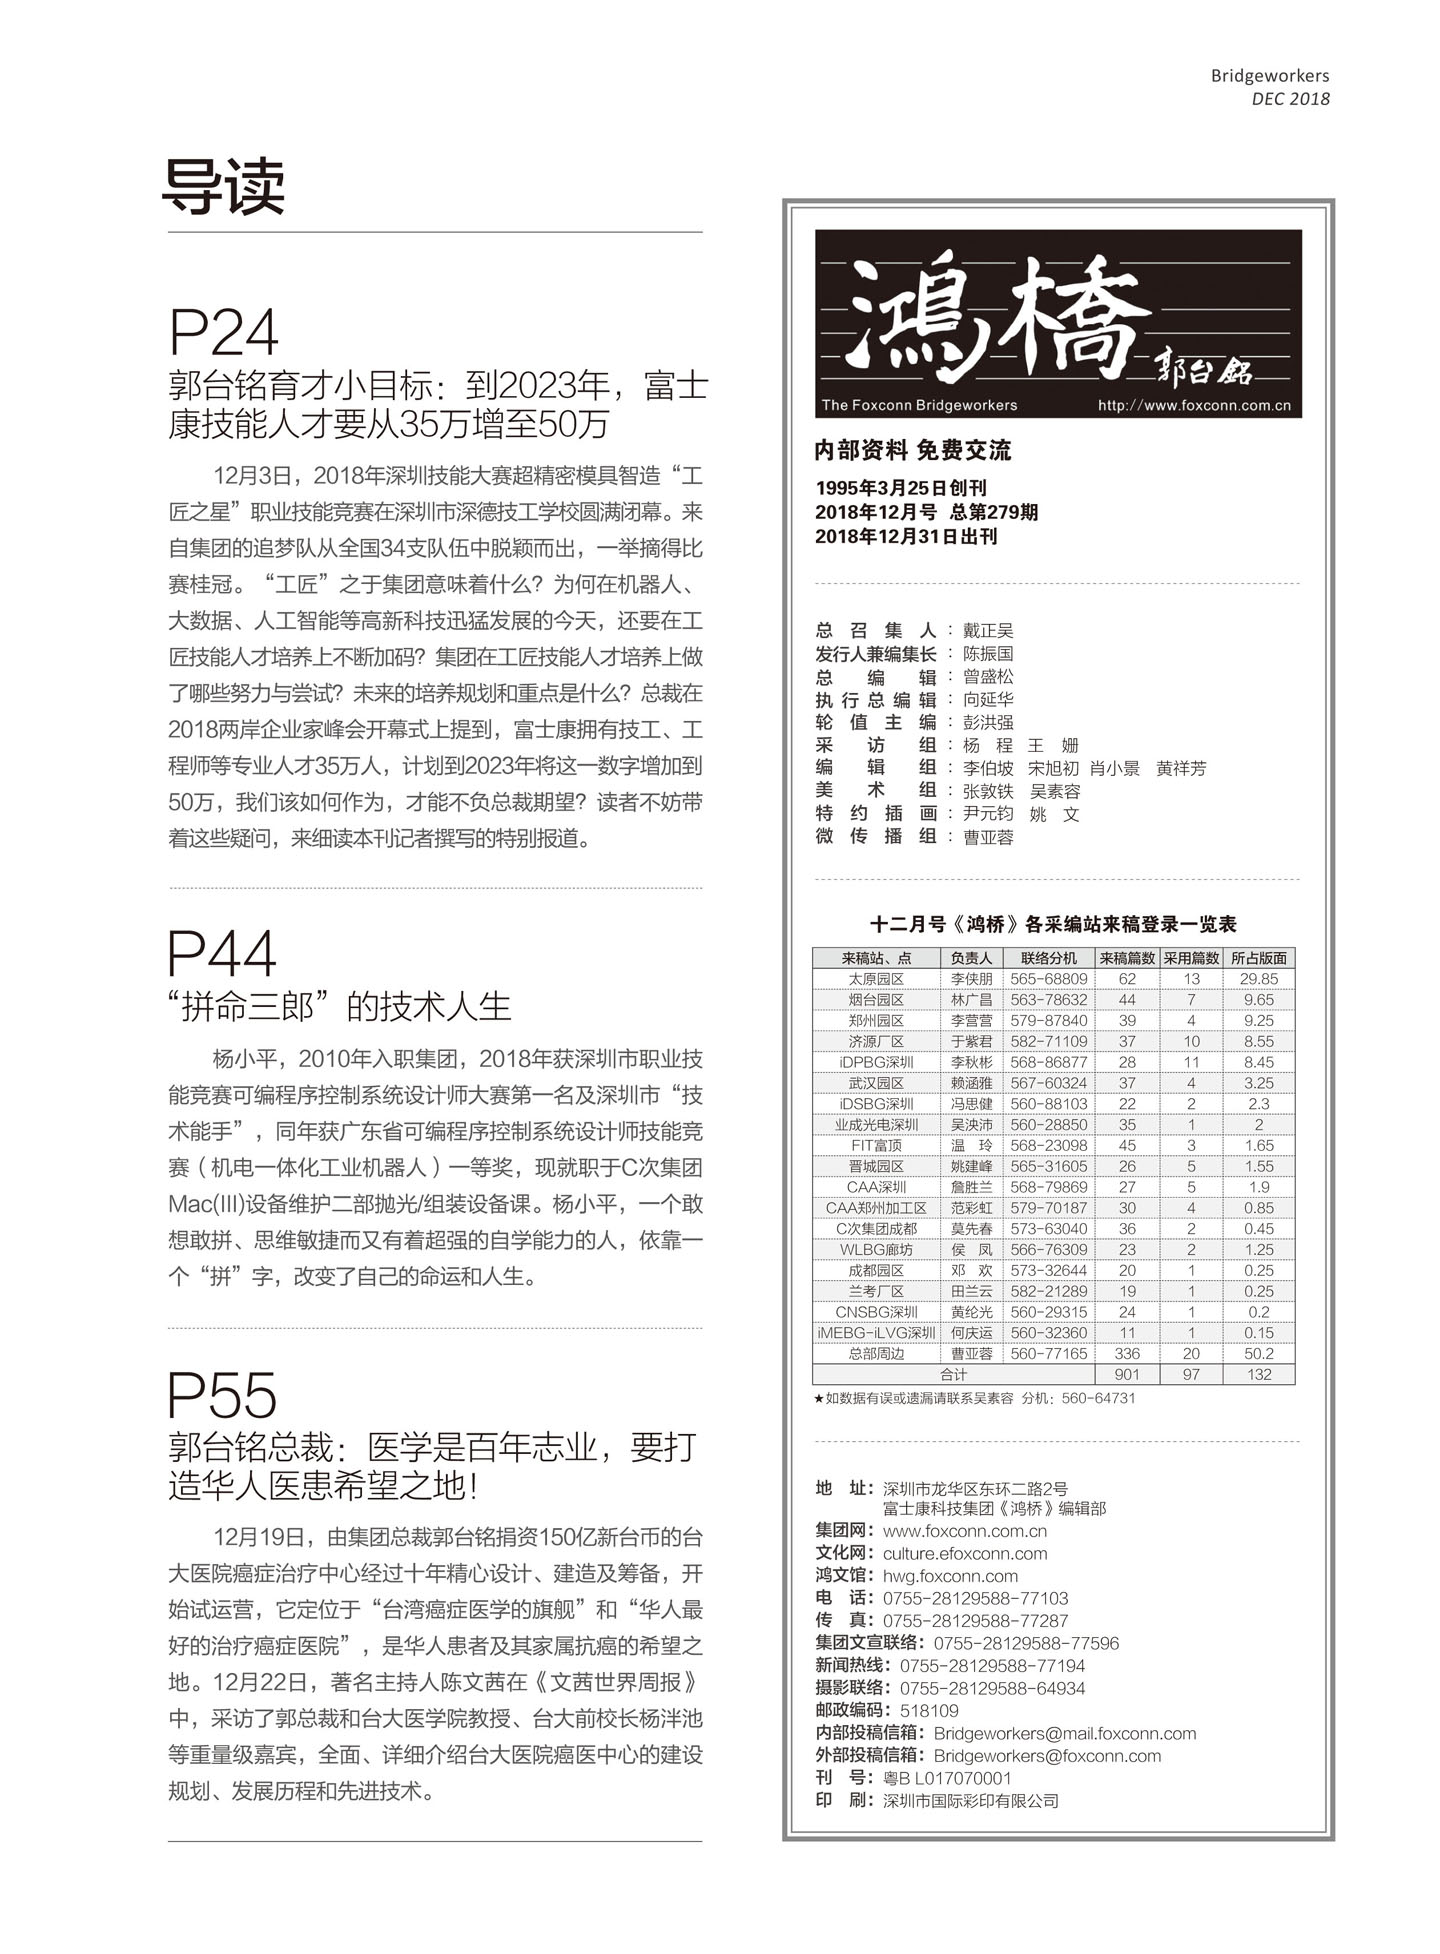 Bridgeworkers
DEC 2018
导读
P24
郭台铭育才小目标：到2023年，富士
康技能人才要从35万增至50万
12月3日，2018年深圳技能大赛超精密模具智造“工
匠之星”职业技能竞赛在深圳市深德技工学校圆满闭幕。来
自集团的追梦队从全国34支队伍中脱颖而出，一举摘得比
赛桂冠。“工匠”之于集团意味着什么？为何在机器人、
大数据、人工智能等高新科技迅猛发展的今天，还要在工
匠技能人才培养上不断加码？集团在工匠技能人才培养上做
了哪些努力与尝试？未来的培养规划和重点是什么？总裁在
2018两岸企业家峰会开幕式上提到，富士康拥有技工、工
程师等专业人才35万人，计划到2023年将这一数字增加到
50万，我们该如何作为，才能不负总裁期望？读者不妨带
着这些疑问，来细读本刊记者撰写的特别报道。
P44
“拼命三郎”的技术人生
杨小平，2010年入职集团，2018年获深圳市职业技
能竞赛可编程序控制系统设计师大赛第一名及深圳市“技
术能手”，同年获广东省可编程序控制系统设计师技能竞
赛（机电一体化工业机器人）一等奖，现就职于C次集团
Mac(III)设备维护二部抛光/组装设备课。杨小平，一个敢
想敢拼、思维敏捷而又有着超强的自学能力的人，依靠一
个“拼”字，改变了自己的命运和人生。
P55
郭台铭总裁：医学是百年志业，要打
造华人医患希望之地！
12月19日，由集团总裁郭台铭捐资150亿新台币的台
大医院癌症治疗中心经过十年精心设计、建造及筹备，开
始试运营，它定位于“台湾癌症医学的旗舰”和“华人最
好的治疗癌症医院”，是华人患者及其家属抗癌的希望之
地。12月22日，著名主持人陈文茜在《文茜世界周报》
中，采访了郭总裁和台大医学院教授、台大前校长杨泮池
等重量级嘉宾，全面、详细介绍台大医院癌医中心的建设
规划、发展历程和先进技术。
鴻橋
郭台銘
The Foxconn Bridgeworkers http://www.foxconn.com.cn
内部资料 免费交流
1995年3月25日创刊
2018年12月号 总第279期
2018年12月31日出刊
总召集人：戴正吴
发行人兼编集长：陈振国
总编辑：曾盛松
执行总编辑：向延华
轮值主编：彭洪强
采访组：杨 程 王 姗
编辑组：李伯坡 宋旭初 肖小景 黄祥芳
美术组：张敦铁 吴素容
特约插画：尹元钧 姚 文
微传播组：曹亚蓉
十二月号《鸿桥》各采编站来稿登录一览表
来稿站、点 负责人 联络分机 来稿篇数 采用篇数 所占版面
太原园区 李侠朋 565-68809 62 13 29.85
烟台园区 林广昌 563-78632 44 7 9.65
郑州园区 李营营 579-87840 39 4 9.25
济源厂区 于紫君 582-71109 37 10 8.55
iDPBG深圳 李秋彬 568-86877 28 11 8.45
武汉园区 赖涵雅 567-60324 37 4 3.25
iDSBG深圳 冯思健 560-88103 22 2 2.3
业成光电深圳 吴泱沛 560-28850 35 1 2
FIT富顶 温 玲 568-23098 45 3 1.65
晋城园区 姚建峰 565-31605 26 5 1.55
CAA深圳 詹胜兰 568-79869 27 5 1.9
CAA郑州加工区 范彩虹 579-70187 30 4 0.85
C次集团成都 莫先春 573-63040 36 2 0.45
WLBG廊坊 侯 凤 566-76309 23 2 1.25
成都园区 邓 欢 573-32644 20 1 0.25
兰考厂区 田兰云 582-21289 19 1 0.25
CNSBG深圳 黄纶光 560-29315 24 1 0.2
iMEBG-iLVG深圳 何庆运 560-32360 11 1 0.15
总部周边 曹亚蓉 560-77165 336 20 50.2
合计 901 97 132
★如数据有误或遗漏请联系吴素容 分机：560-64731
地 址：深圳市龙华区东环二路2号
富士康科技集团《鸿桥》编辑部
集团网：www.foxconn.com.cn
文化网：culture.efoxconn.com
鸿文馆：hwg.foxconn.com
电 话：0755-28129588-77103
传 真：0755-28129588-77287
集团文宣联络：0755-28129588-77596
新闻热线：0755-28129588-77194
摄影联络：0755-28129588-64934
邮政编码：518109
内部投稿信箱：Bridgeworkers@mail.foxconn.com
外部投稿信箱：Bridgeworkers@foxconn.com
刊 号：粤B L017070001
印 刷：深圳市国际彩印有限公司